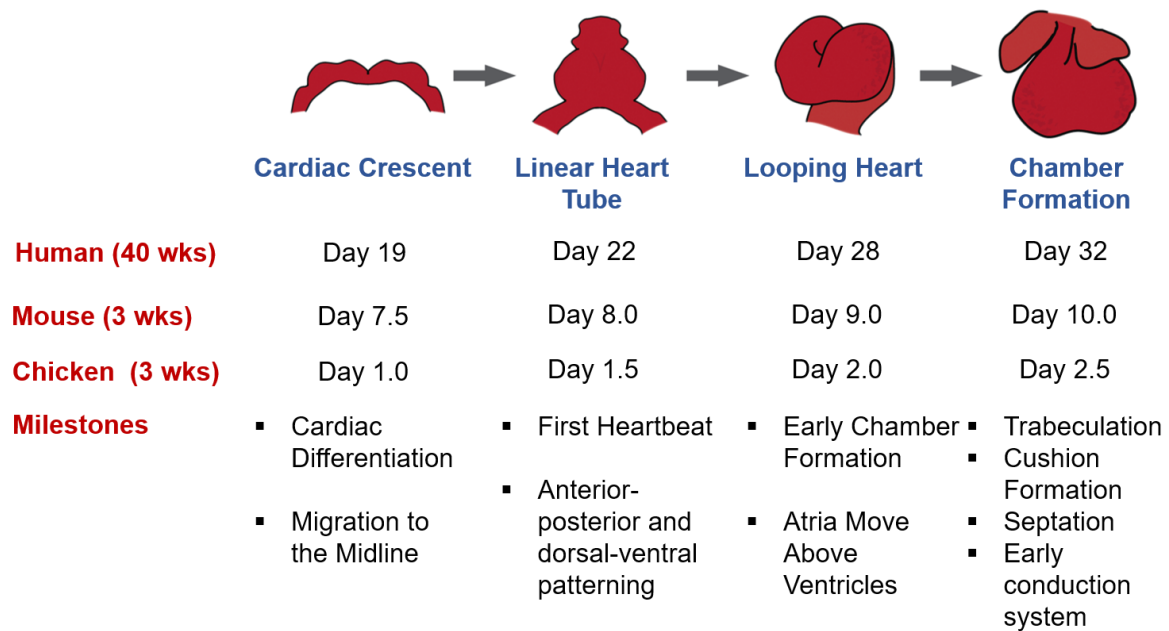 Cardiac Crescent
Linear Heart
Tube
Looping Heart
Chamber
Formation
Human (40 wks)
Day 19
Day 22
Day 28
Day 32
Mouse (3 wks)
Day 7.5
Day 8.0
Day 9.0
Day 10.0
Chicken (3 wks)
Day 1.0
Day 1.5
Day 2.0
Day 2.5
Milestones
▪ Cardiac
Differentiation
▪ Migration to
the Midline
▪ First Heartbeat
▪ Anterior-
posterior and
dorsal-ventral
patterning
▪ Early Chamber
Formation
▪ Atria Move
Above
Ventricles
▪ Trabeculation
▪ Cushion
Formation
▪ Septation
▪ Early
conduction
system